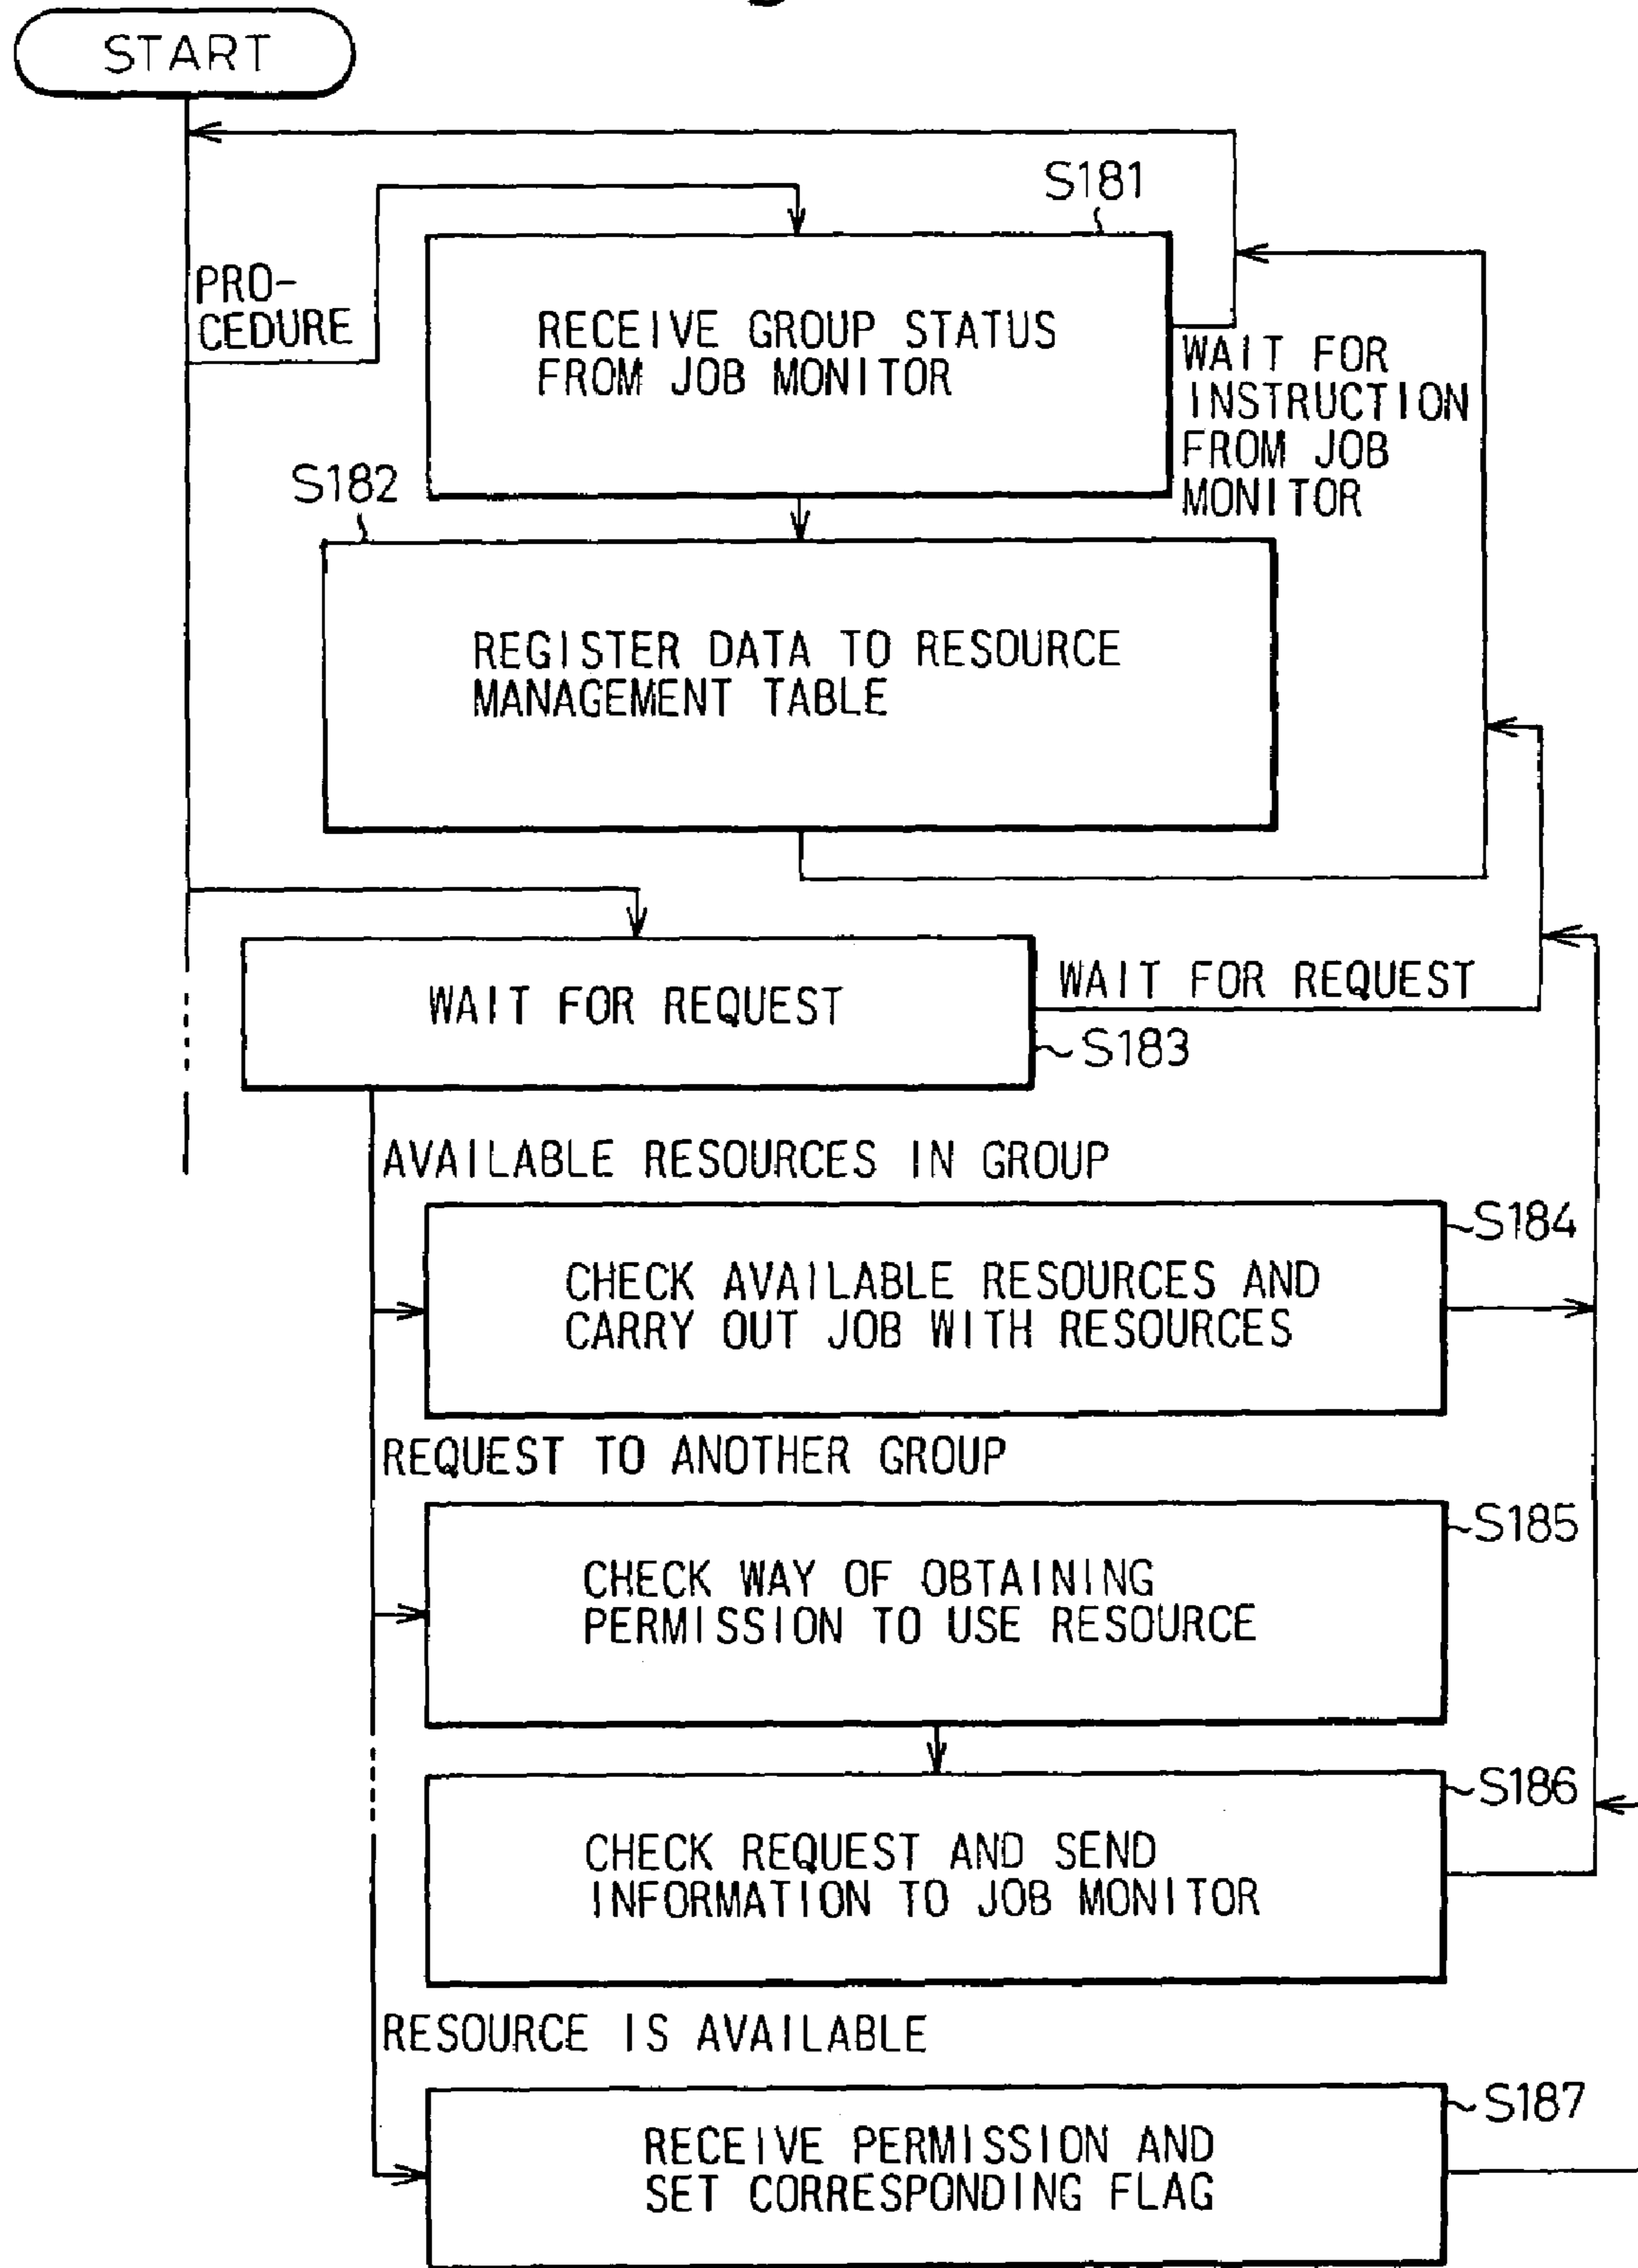 START
S181
PRO-
CEDURE
RECEIVE GROUP STATUS
FROM JOB MONITOR
WAIT FOR
INSTRUCTION
FROM JOB
MONITOR
S182
REGISTER DATA TO RESOURCE
MANAGEMENT TABLE
WAIT FOR REQUEST
WAIT FOR REQUEST
S183
AVAILABLE RESOURCES IN GROUP
S184
CHECK AVAILABLE RESOURCES AND
CARRY OUT JOB WITH RESOURCES
REQUEST TO ANOTHER GROUP
S185
CHECK WAY OF OBTAINING
PERMISSION TO USE RESOURCE
S186
CHECK REQUEST AND SEND
INFORMATION TO JOB MONITOR
RESOURCE IS AVAILABLE
S187
RECEIVE PERMISSION AND
SET CORRESPONDING FLAG